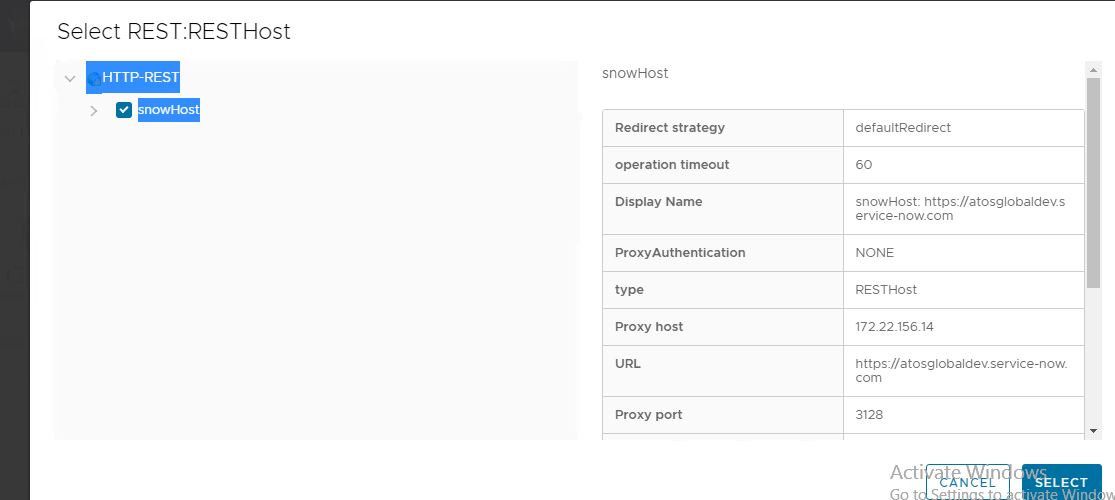 Select REST:RESTHost
HTTP-REST
snowHost
snowHost
Redirect strategy defaultRedirect
operation timeout 60
Display Name snowHost: https://atosglobaldev.s
ervice-now.com
ProxyAuthentication NONE
type RESTHost
Proxy host 172.22.156.14
URL https://atosglobaldev.service-now.
com
Proxy port 3128
Activate Windows
CANCEL SELECT
Go to Settings to activate Window